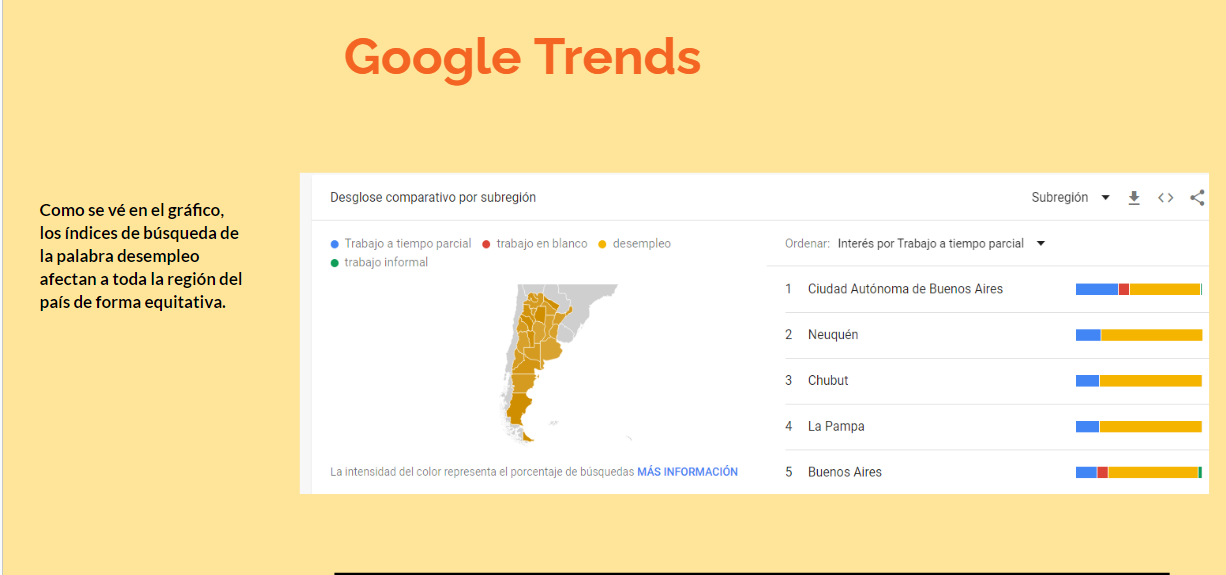 Google Trends
Como se vé en el gráfico,
los índices de búsqueda de
la palabra desempleo
afectan a toda la región del
país de forma equitativa.
Desglose comparativo por subregión
Subregión
Trabajo a tiempo parcial
trabajo en blanco
desempleo
trabajo informal
La intensidad del color representa el porcentaje de búsquedas MÁS INFORMACIÓN
Ordenar: Interés por Trabajo a tiempo parcial
1 Ciudad Autónoma de Buenos Aires
2 Neuquén
3 Chubut
4 La Pampa
5 Buenos Aires